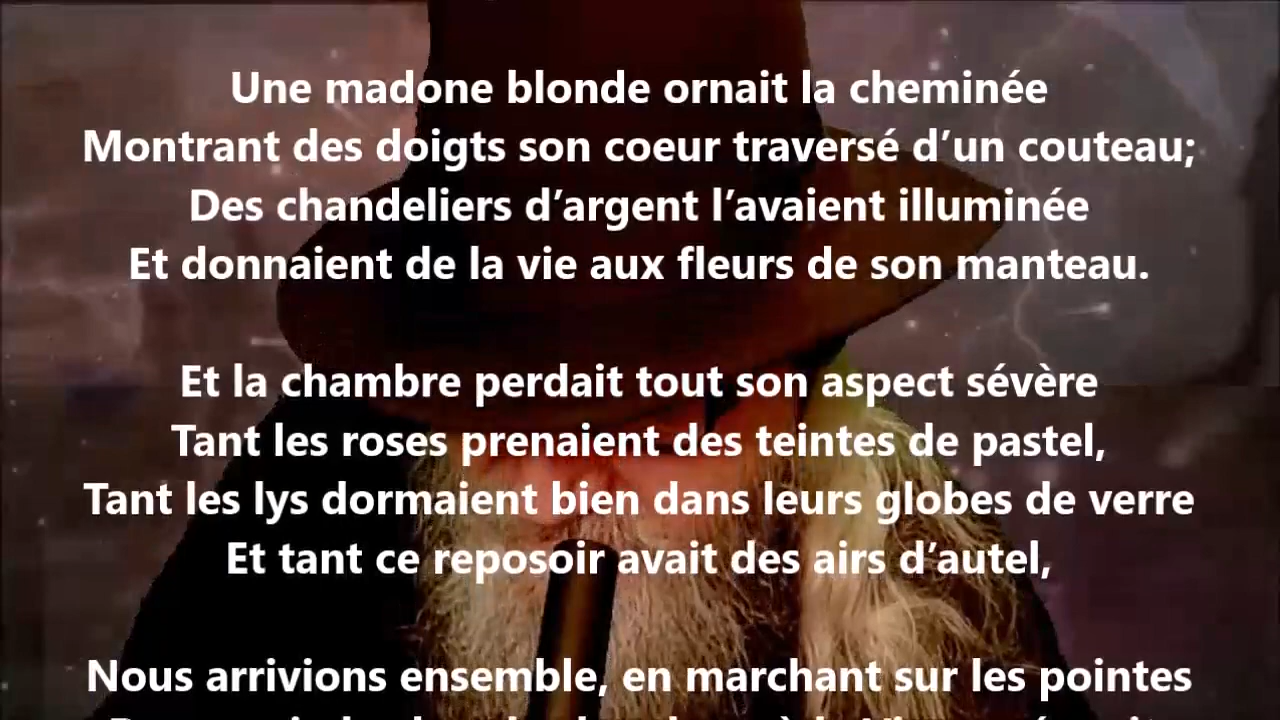 Une madone blonde ornait la cheminée
Montrant des doigts son coeur traversé d’un couteau;
Des chandeliers d’argent l’avaient illuminée
Et donnaient de la vie aux fleurs de son manteau.
Et la chambre perdait tout son aspect sévère
Tant les roses prenaient des teintes de pastel,
Tant les lys dormaient bien dans leurs globes de verre
Et tant ce reposoir avait des airs d’autel,
Nous arrivions ensemble, en marchant sur les pointes